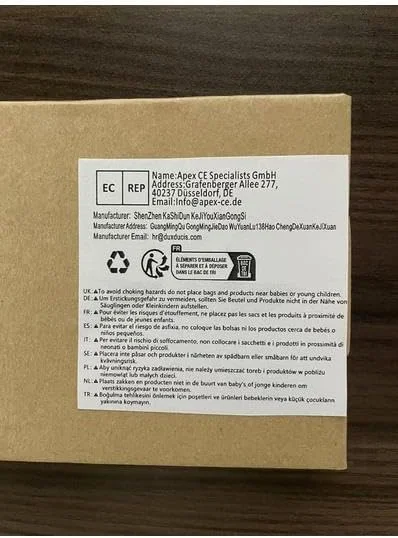 EC REP
Name:Apex CE Specialists GmbH
Address:Grafenberger Allee 277,
40237 Düsseldorf, DE
Email:Info@apex-ce.de
Manufacturer: ShenZhen KaShiDun KeJiYouXianGongSi
Manufacturer Address: GuangMingQu GongMingJieDao WuYuanLu138Hao ChengDeXuanKeJiXuan
Manufacturer Email: hr@duxducis.com
FR
ÉLÉMENTS D'EMBALLAGE
À SÉPARER ET À DÉPOSER
DANS LE BAC DE TRI
UK:⚠To avoid choking hazards do not place bags and products near babies or young children.
DE:⚠Um Erstickungsgefahr zu vermeiden, sollten Sie Beutel und Produkte nicht in der Nähe von
Säuglingen oder Kleinkindern aufstellen.
FR:⚠Pour éviter les risques d'étouffement, ne placez pas les sacs et les produits à proximité de
bébés ou de jeunes enfants.
ES:⚠Para evitar el riesgo de asfixia, no coloque las bolsas ni los productos cerca de bebés o
niños pequeños.
IT:⚠Per evitare il rischio di soffocamento, non collocare i sacchetti e i prodotti in prossimità di
neonati o bambini piccoli.
SE:⚠Placera inte påsar och produkter i närheten av spädbarn eller småbarn för att undvika
kvävningsrisk.
PL:⚠Aby uniknąć ryzyka zadławienia, nie należy umieszczać toreb i produktów w pobliżu
niemowląt lub małych dzieci.
NL:⚠Plaats zakken en producten niet in de buurt van baby's of jonge kinderen om
verstikkingsgevaar te voorkomen.
TR:⚠Boğulma tehlikesini önlemek için poşetleri ve ürünleri bebeklerin veya küçük çocukların
yakınına koymayın.